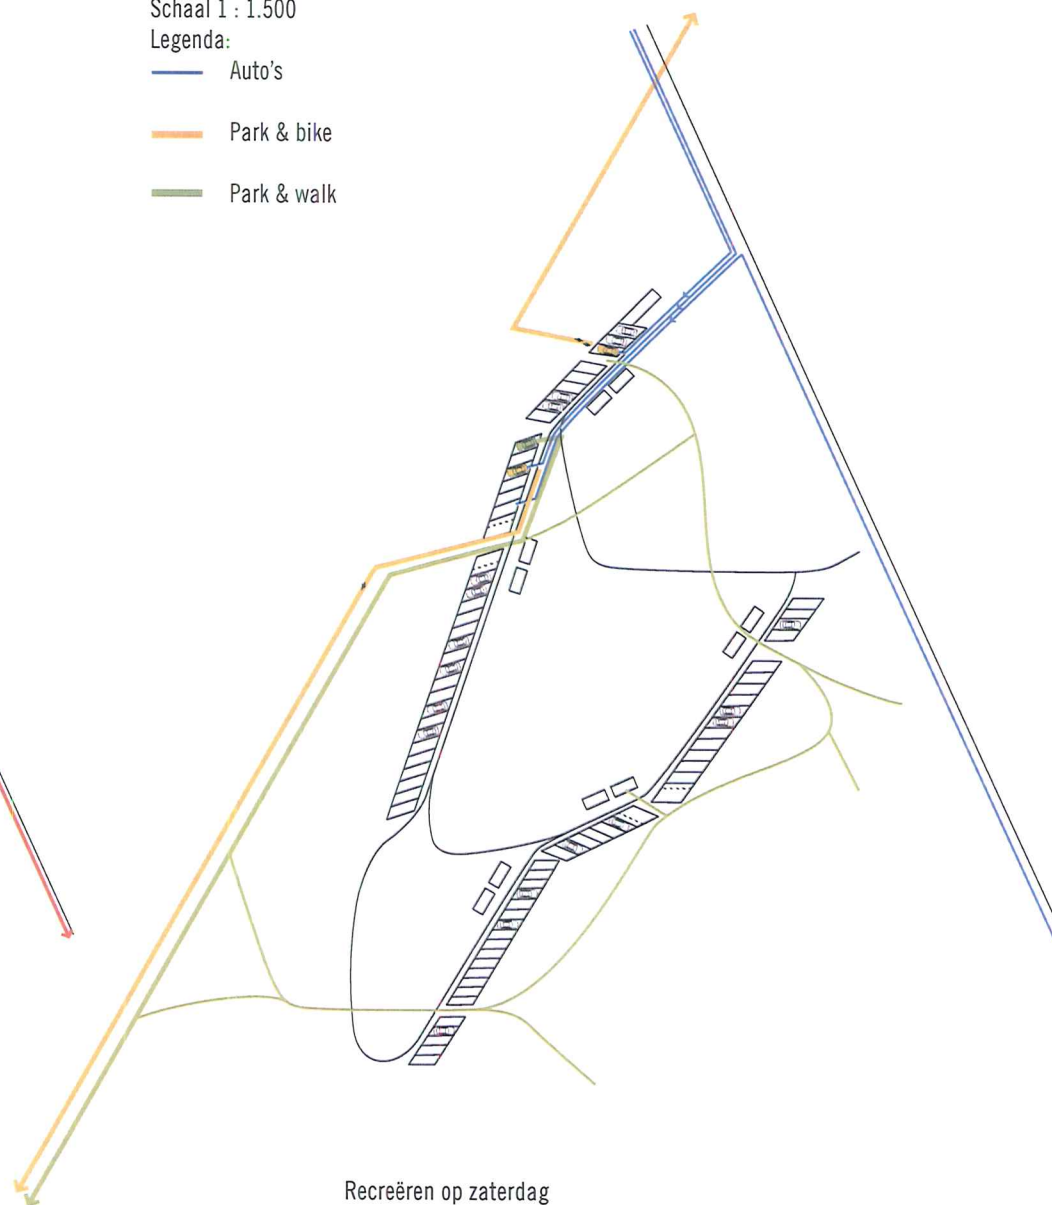 Schaal 1 : 1.500
Legenda:
Auto's
Park & bike
Park & walk
Recreëren op zaterdag